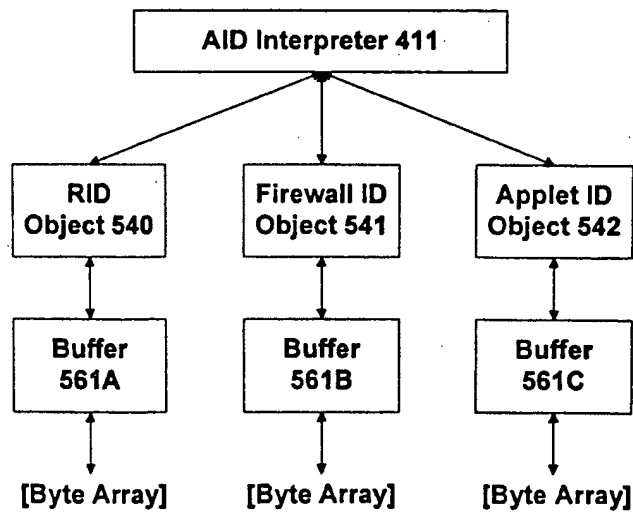 AID Interpreter 411
RID
Object 540
Firewall ID
Object 541
Applet ID
Object 542
Buffer
561A
Buffer
561B
Buffer
561C
[Byte Array]
[Byte Array]
[Byte Array]